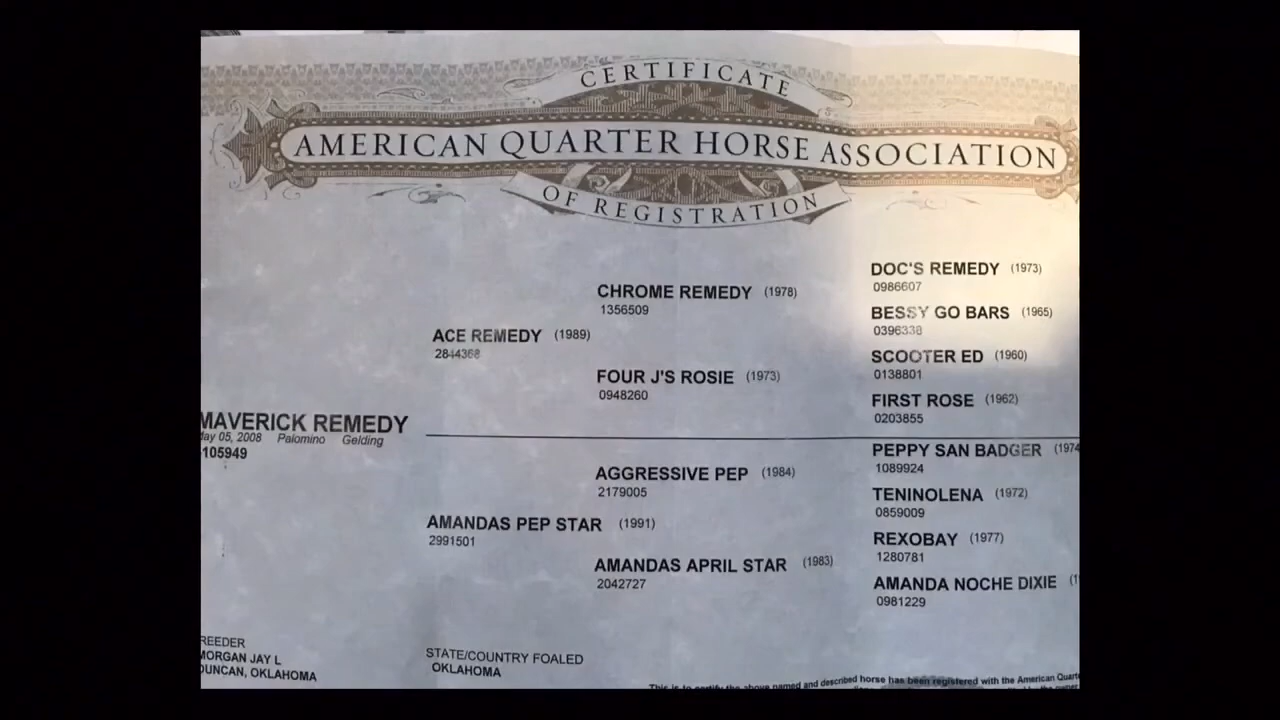 CERTIFICATE
AMERICAN QUARTER HORSE ASSOCIATION
OF REGISTRATION
DOC'S REMEDY (1973)
0986607
CHROME REMEDY (1978)
1356509
BESSY GO BARS (1965)
0396338
ACE REMEDY (1989)
2844368
SCOOTER ED (1960)
0138801
FOUR J'S ROSIE (1973)
0948260
FIRST ROSE (1962)
0203855
MAVERICK REMEDY
May 05, 2008 Palomino Gelding
105949
PEPPY SAN BADGER (1974
1089924
AGGRESSIVE PEP (1984)
2179005
TENINOLENA (1972)
0859009
AMANDAS PEP STAR (1991)
2991501
REXOBAY (1977)
1280781
AMANDAS APRIL STAR (1983)
2042727
AMANDA NOCHE DIXIE (1
0981229
REEDER
MORGAN JAY L
DUNCAN, OKLAHOMA
STATE/COUNTRY FOALED
OKLAHOMA
This is to certify the above named and described horse has been registered with the American Quart